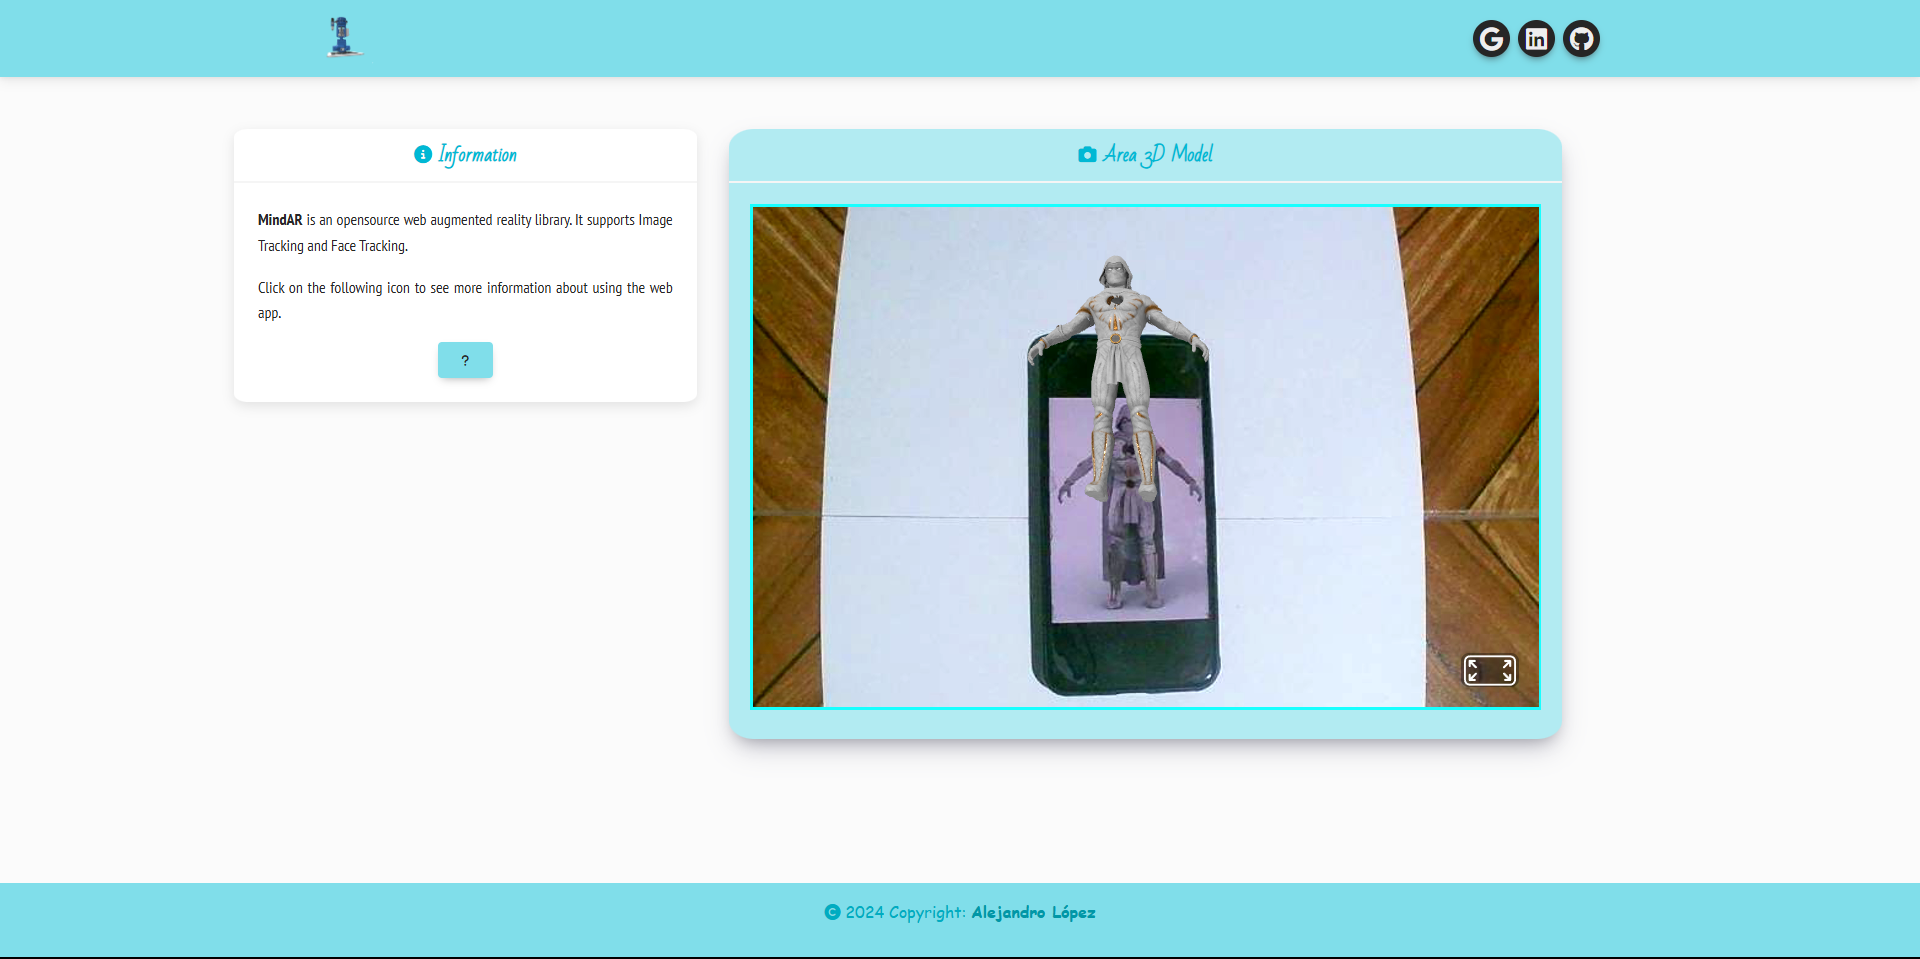 Information
MindAR is an opensource web augmented reality library. It supports Image
Tracking and Face Tracking.
Click on the following icon to see more information about using the web
app.
?
Area 3D Model
© 2024 Copyright: Alejandro López